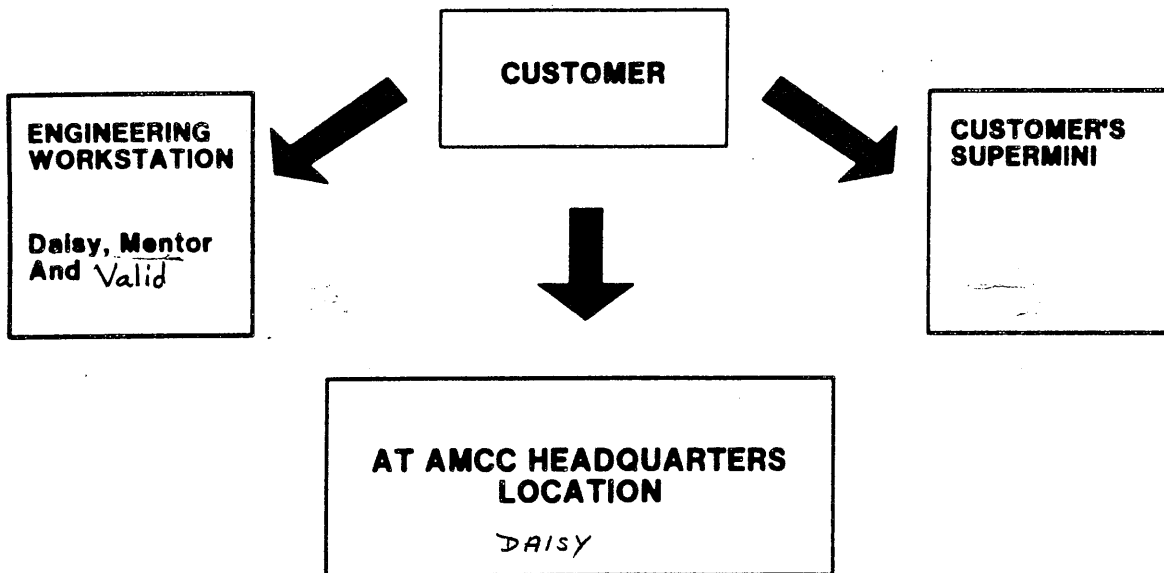 CUSTOMER
ENGINEERING
WORKSTATION
Daisy, Mentor
And Valid
CUSTOMER'S
SUPERMINI
AT AMCC HEADQUARTERS
LOCATION
DAISY